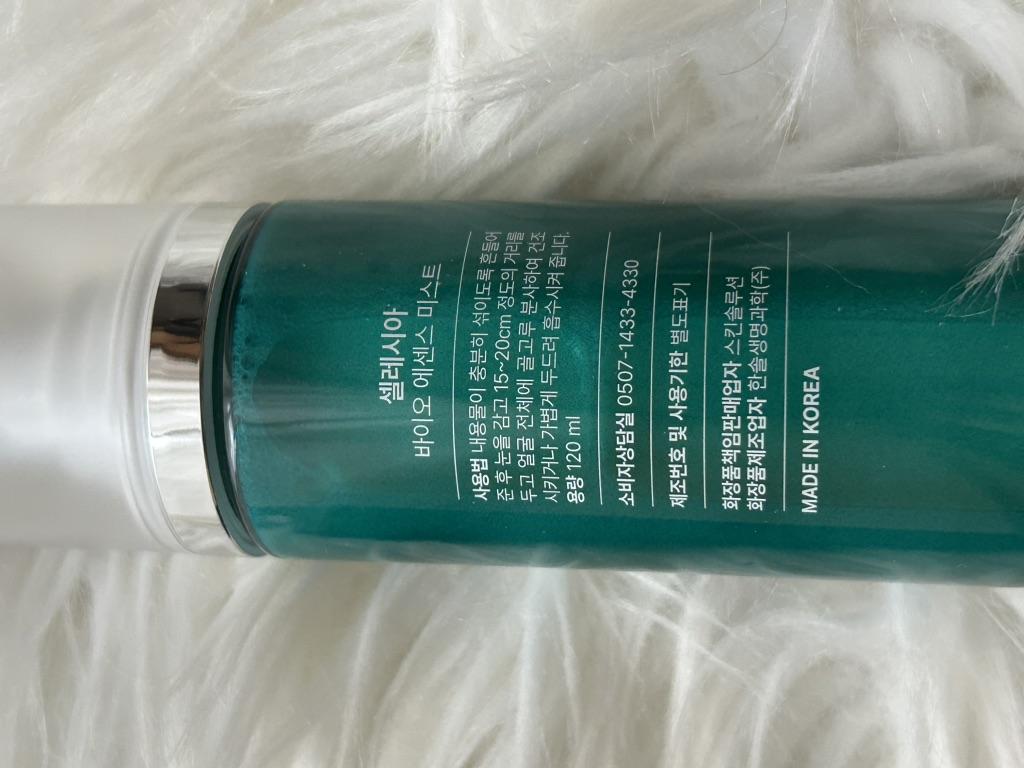 셀레시아
바이오 에센스 미스트
사용법 내용물이 충분히 섞이도록 흔들어
준 후 눈을 감고 15~20cm 정도의 거리를
두고 얼굴 전체에 골고루 분사하여 건조
시키거나 가볍게 두드려 흡수시켜 줍니다.
용량 120 ml
소비자상담실 0507-1433-4330
제조번호 및 사용기한 별도표기
화장품책임판매업자 스킨솔루션
화장품제조업자 한솔생명과학(주)
MADE IN KOREA